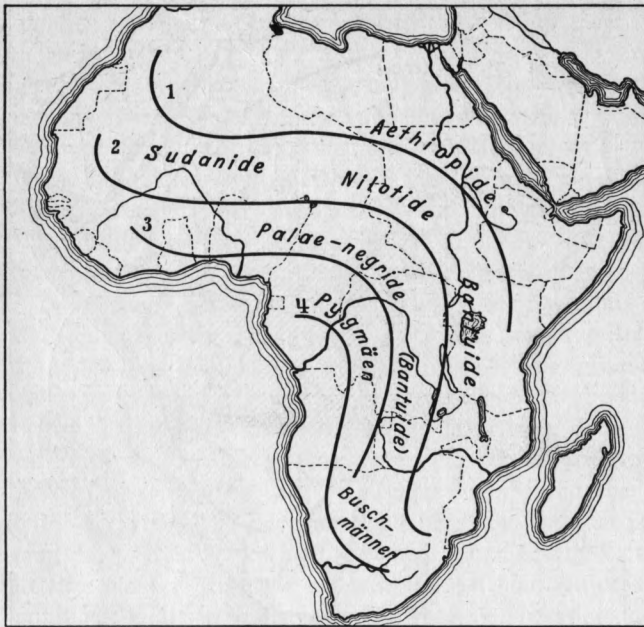 1
Aethiopide
2
Sudanide
Nilotide
3
Palae-negride
4
Pygmäen
Bantuide
(Bantuide)
Busch-
männer